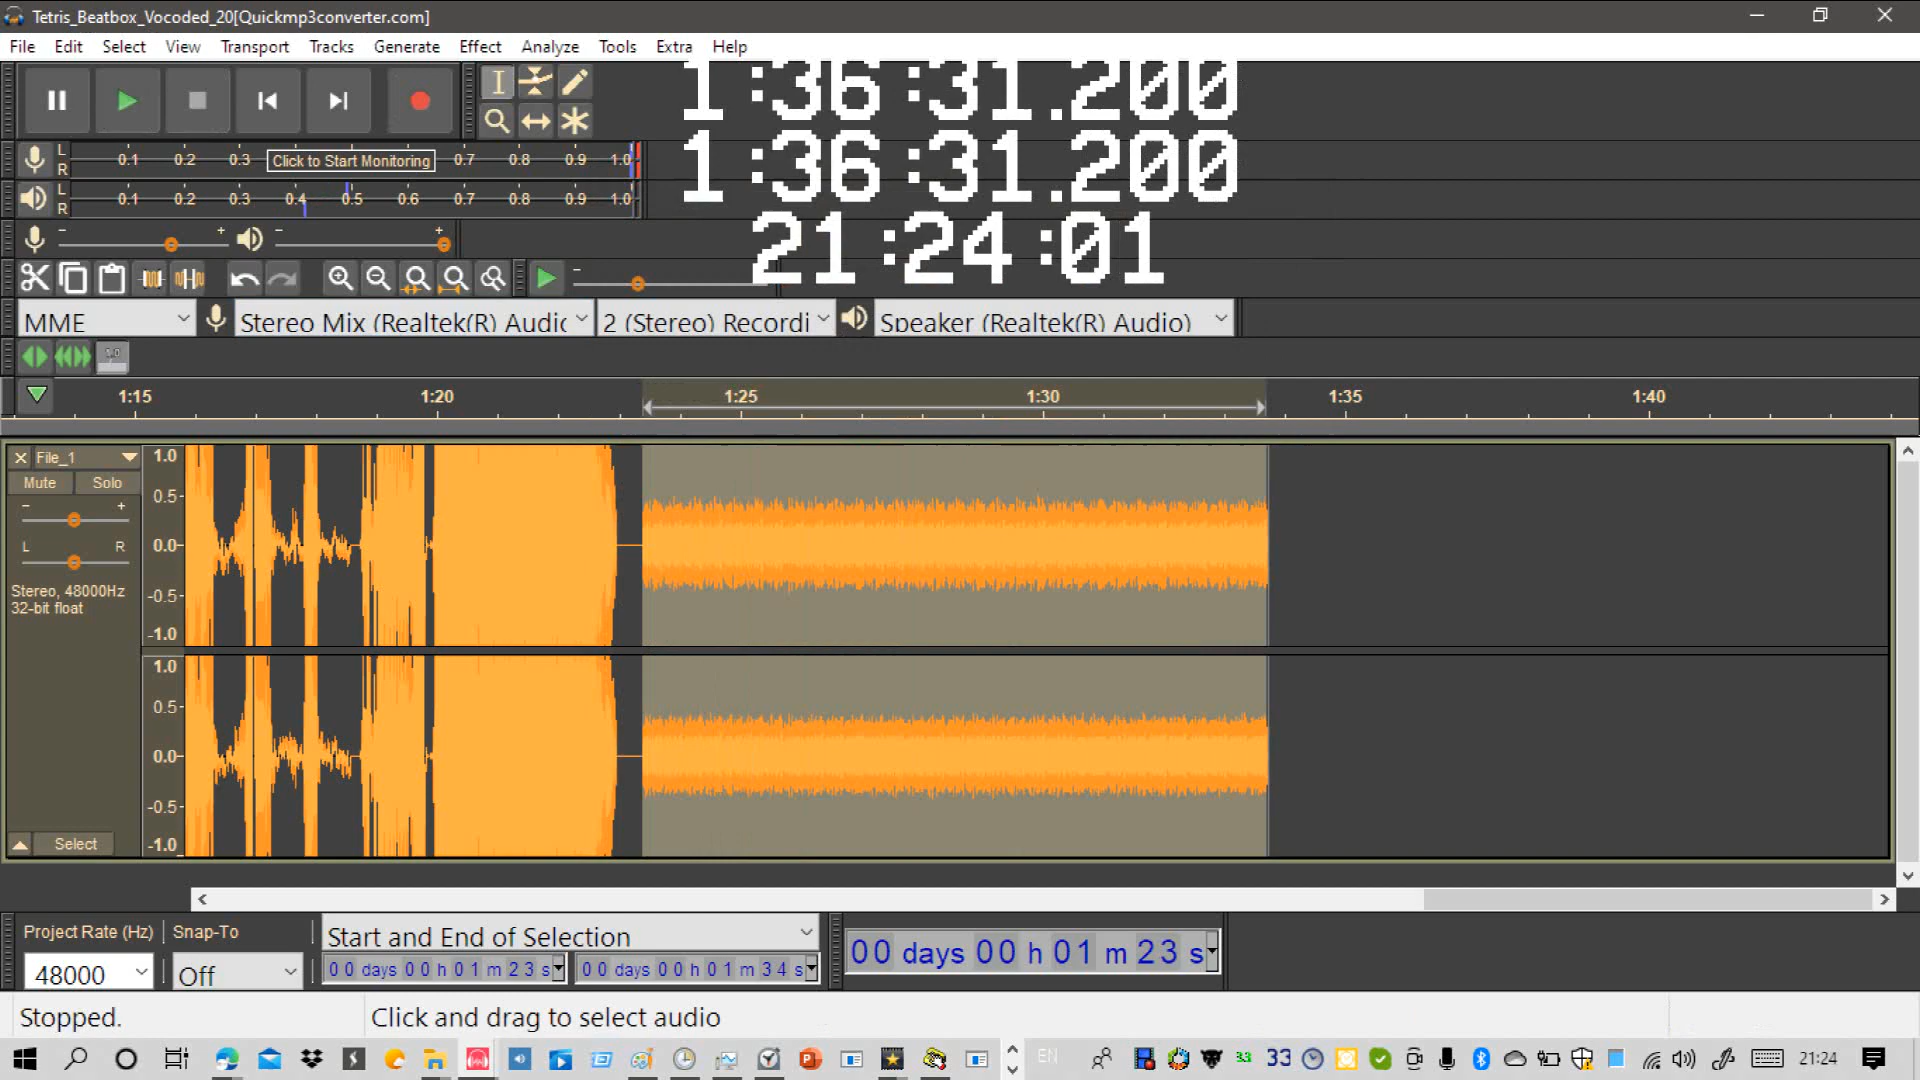 Tetris_Beatbox_Vocoded_20[Quickmp3converter.com]
File Edit Select View Transport Tracks Generate Effect Analyze Tools Extra Help
1:36:31.200
1:36:31.200
21:24:01
L
R
0.1 0.2 0.3 Click to Start Monitoring 0.7 0.8 0.9 1.0
L
R
0.1 0.2 0.3 0.4 0.5 0.6 0.7 0.8 0.9 1.0
- + - +
- 
MME Stereo Mix (Realtek(R) Audio 2 (Stereo) Recordi Speaker (Realtek(R) Audio)
1:15 1:20 1:25 1:30 1:35 1:40
File_1
Mute Solo
- +
L R
Stereo, 48000Hz
32-bit float
Select
1.0
0.5
0.0
-0.5
-1.0
1.0
0.5
0.0
-0.5
-1.0
Project Rate (Hz) Snap-To Start and End of Selection
48000 Off 00 days 00 h 01 m 23 s 00 days 00 h 01 m 34 s 00 days 00 h 01 m 23 s
Stopped. Click and drag to select audio
EN 33 33 21:24